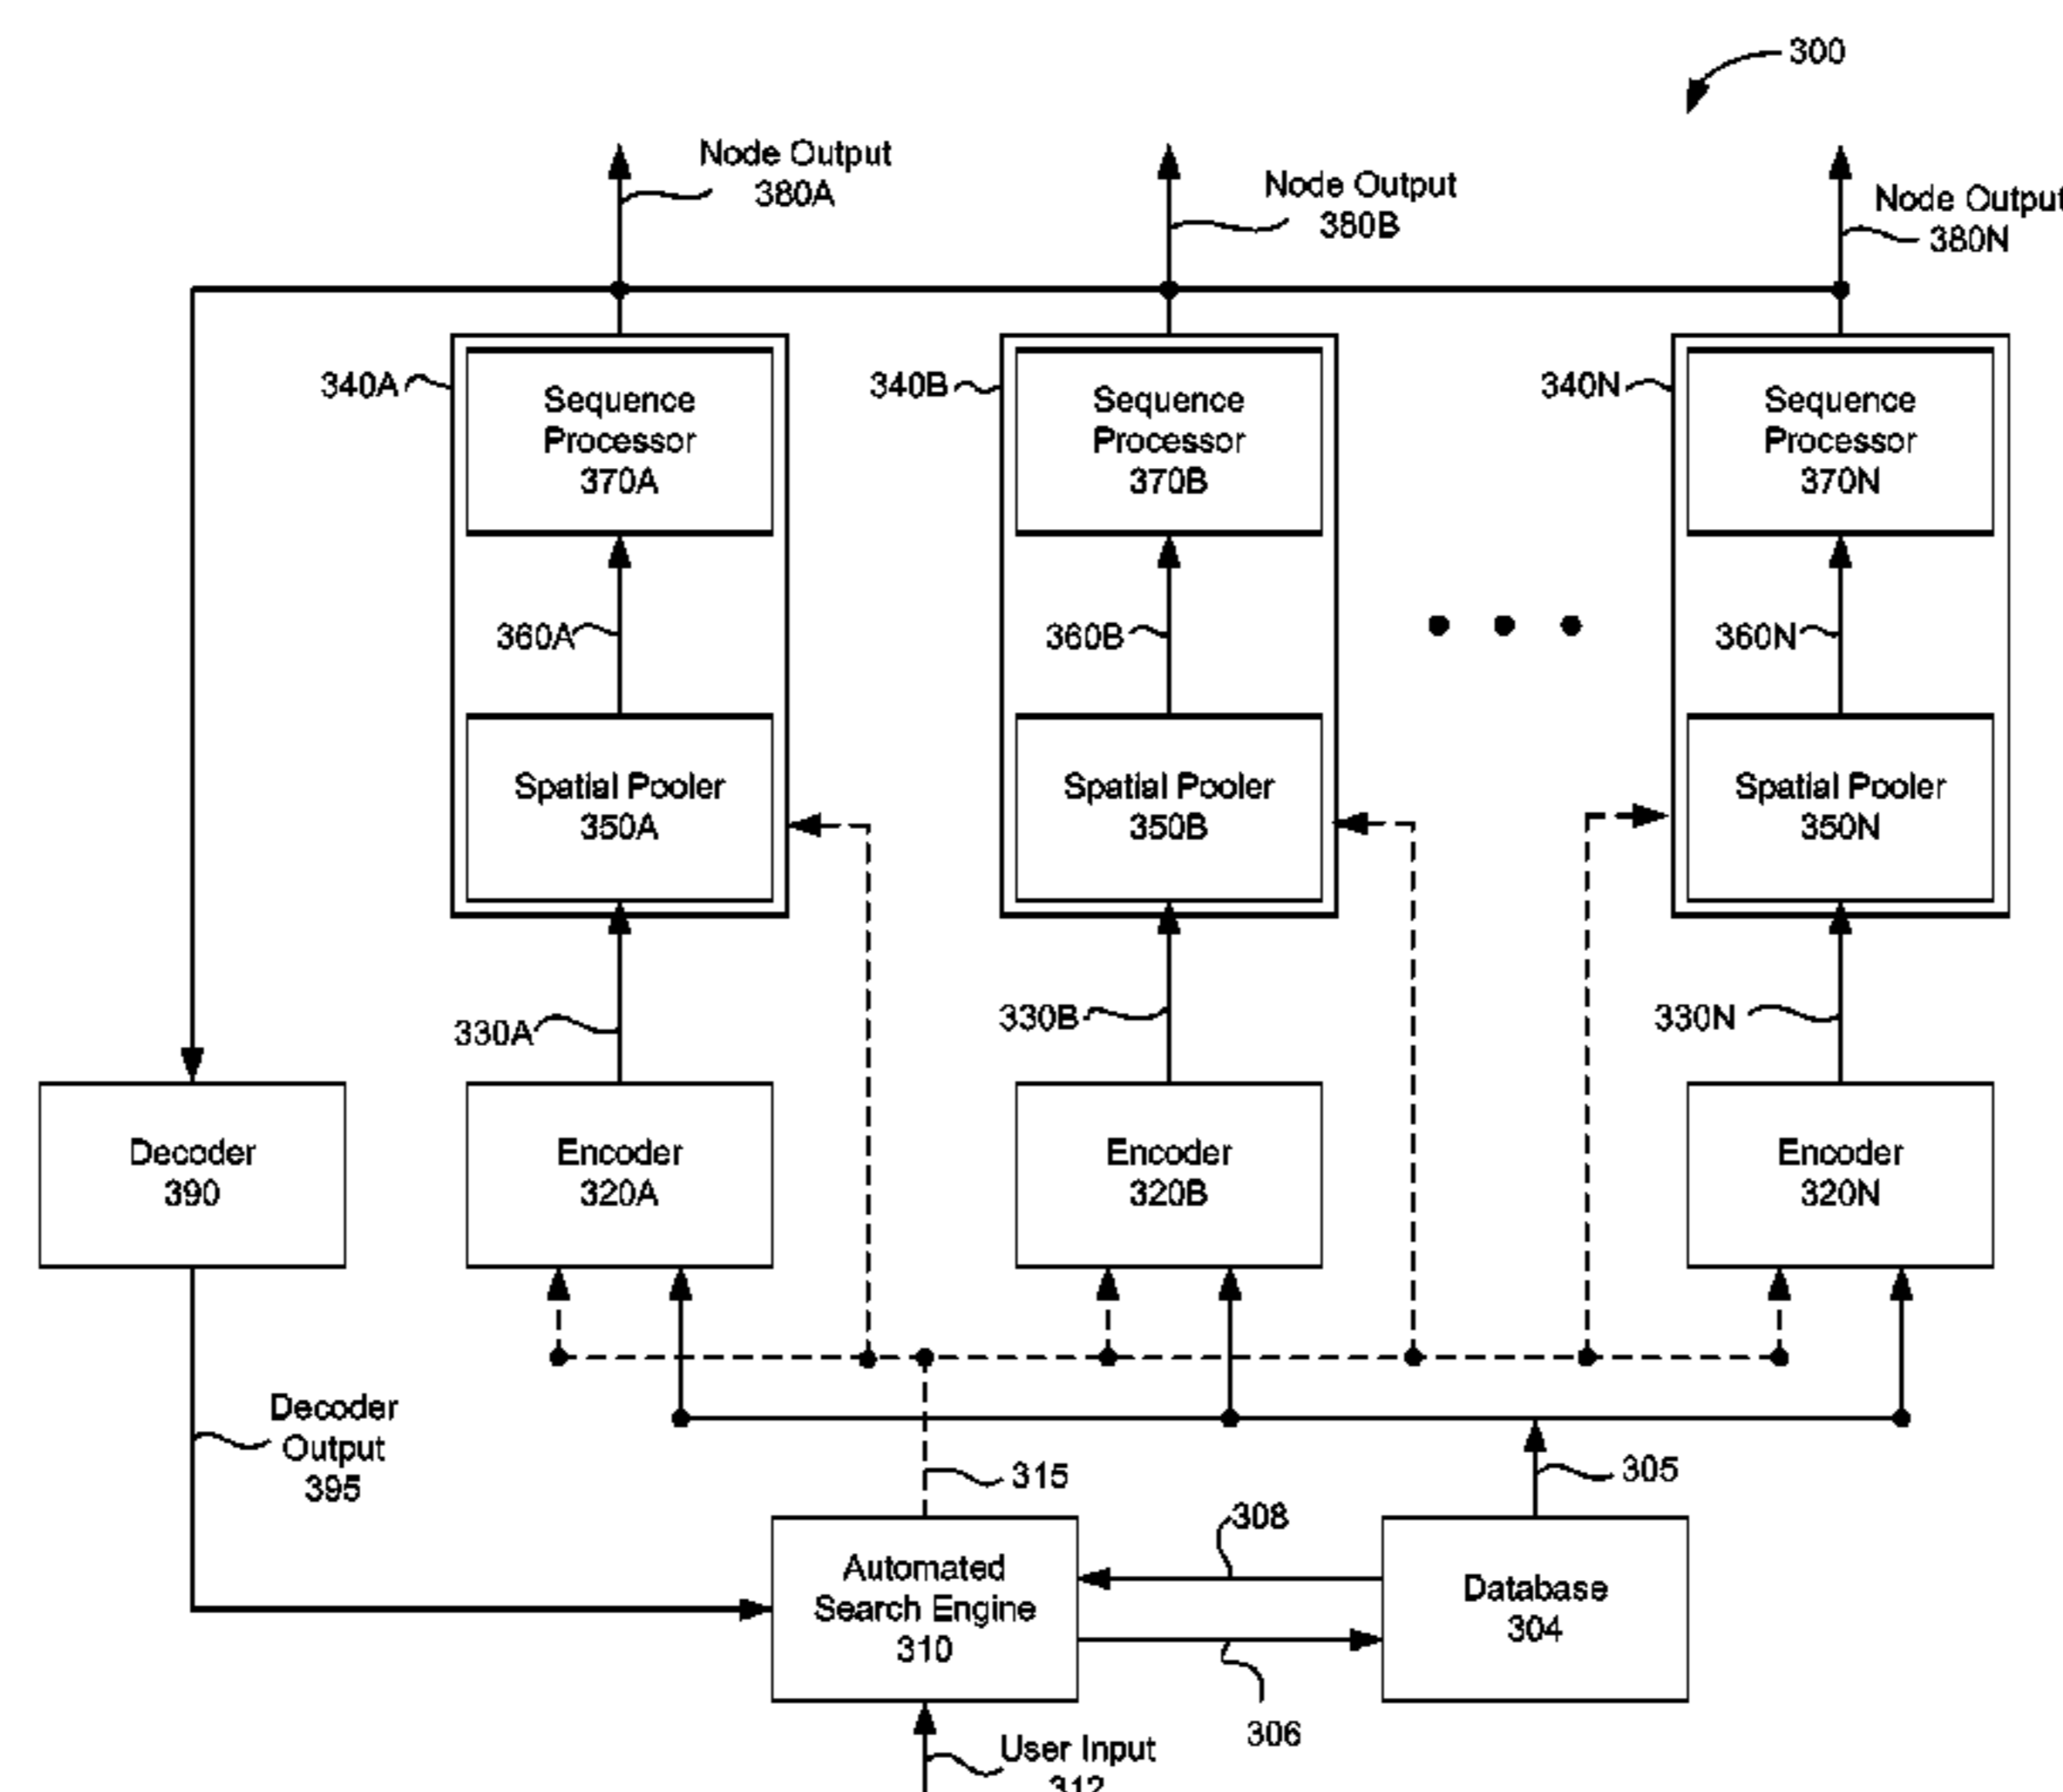 300
Node Output
380A
Node Output
380B
Node Output
380N
340A
Sequence
Processor
370A
340B
Sequence
Processor
370B
340N
Sequence
Processor
370N
360A
360B
360N
Spatial Pooler
350A
Spatial Pooler
350B
Spatial Pooler
350N
330A
330B
330N
Decoder
390
Encoder
320A
Encoder
320B
Encoder
320N
Decoder
Output
395
315
305
308
Automated
Search Engine
310
Database
304
306
User Input
312